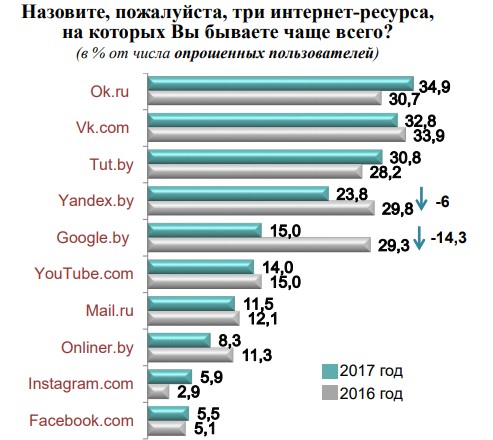 Назовите, пожалуйста, три интернет-ресурса,
на которых Вы бываете чаще всего?
(в % от числа опрошенных пользователей)
Ok.ru 34,9
30,7
Vk.com 32,8
33,9
Tut.by 30,8
28,2
Yandex.by 23,8
29,8 -6
Google.by 15,0
29,3 -14,3
YouTube.com 14,0
15,0
Mail.ru 11,5
12,1
Onliner.by 8,3
11,3
Instagram.com 5,9
2,9
Facebook.com 5,5
5,1
2017 год
2016 год